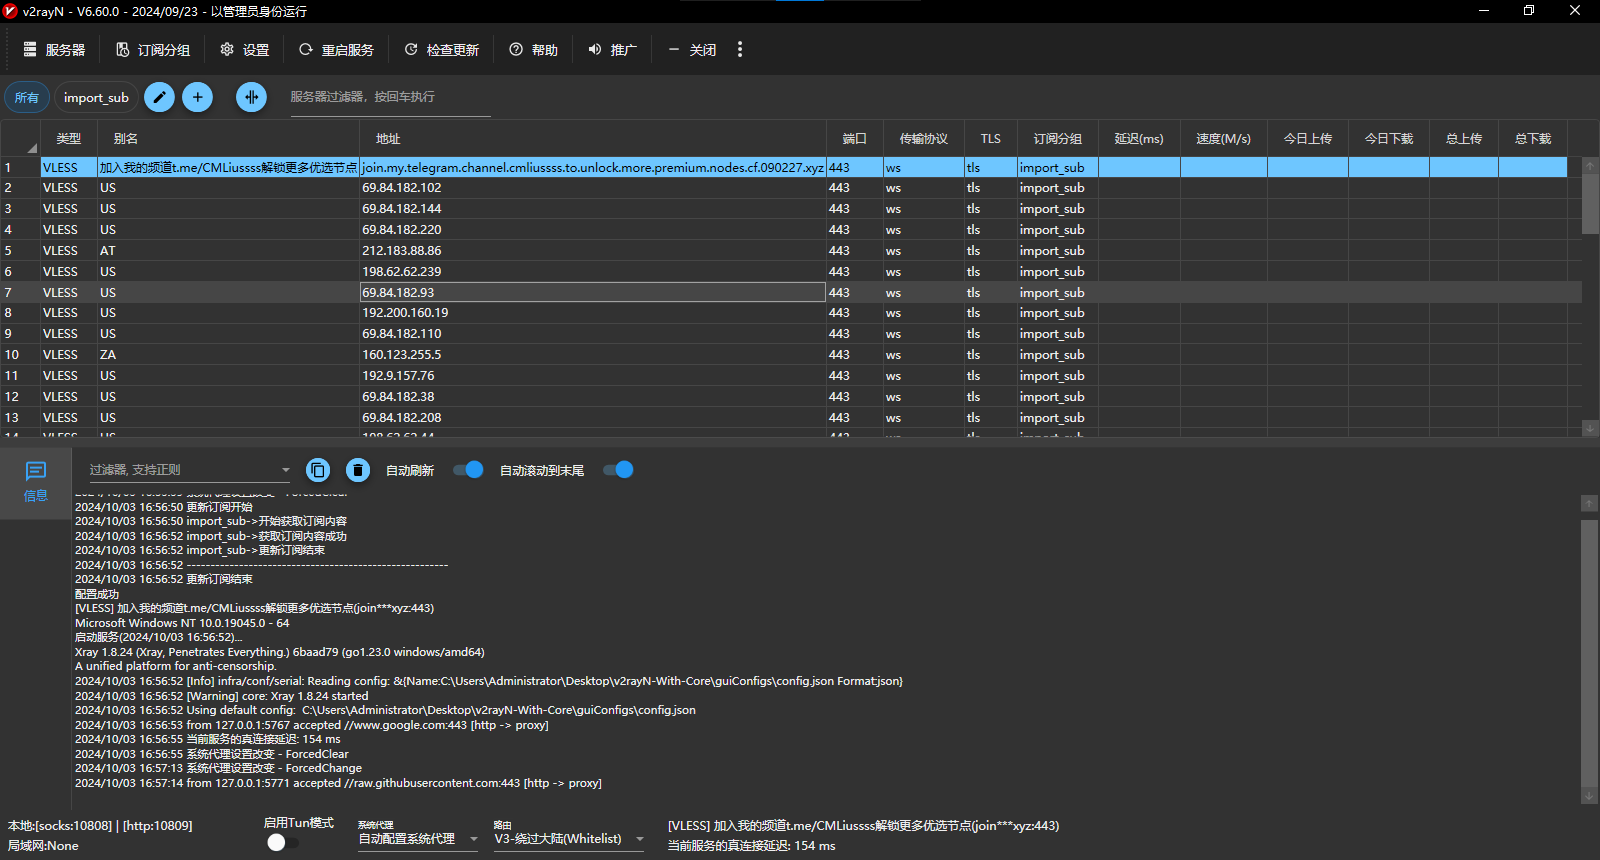 v2rayN - V6.60.0 - 2024/09/23 - 以管理员身份运行
服务器 订阅分组 设置 重启服务 检查更新 帮助 推广 关闭
所有 import_sub 服务器过滤器，按回车执行
类型 别名 地址 端口 传输协议 TLS 订阅分组 延迟(ms) 速度(M/s) 今日上传 今日下载 总上传 总下载
1 VLESS 加入我的频道t.me/CMLiussss解锁更多优选节点 join.my.telegram.channel.cmliussss.to.unlock.more.premium.nodes.cf.090227.xyz 443 ws tls import_sub
2 VLESS US 69.84.182.102 443 ws tls import_sub
3 VLESS US 69.84.182.144 443 ws tls import_sub
4 VLESS US 69.84.182.220 443 ws tls import_sub
5 VLESS AT 212.183.88.86 443 ws tls import_sub
6 VLESS US 198.62.62.239 443 ws tls import_sub
7 VLESS US 69.84.182.93 443 ws tls import_sub
8 VLESS US 192.200.160.19 443 ws tls import_sub
9 VLESS US 69.84.182.110 443 ws tls import_sub
10 VLESS ZA 160.123.255.5 443 ws tls import_sub
11 VLESS US 192.9.157.76 443 ws tls import_sub
12 VLESS US 69.84.182.38 443 ws tls import_sub
13 VLESS US 69.84.182.208 443 ws tls import_sub
信息
过滤器, 支持正则 自动刷新 自动滚动到末尾
2024/10/03 16:56:50 更新订阅开始
2024/10/03 16:56:50 import_sub->开始获取订阅内容
2024/10/03 16:56:52 import_sub->获取订阅内容成功
2024/10/03 16:56:52 import_sub->更新订阅结束
2024/10/03 16:56:52 -------------------------------------------------------
2024/10/03 16:56:52 更新订阅结束
配置成功
[VLESS] 加入我的频道t.me/CMLiussss解锁更多优选节点(join***xyz:443)
Microsoft Windows NT 10.0.19045.0 - 64
启动服务(2024/10/03 16:56:52)...
Xray 1.8.24 (Xray, Penetrates Everything.) 6baad79 (go1.23.0 windows/amd64)
A unified platform for anti-censorship.
2024/10/03 16:56:52 [Info] infra/conf/serial: Reading config: &{Name:C:\Users\Administrator\Desktop\v2rayN-With-Core\guiConfigs\config.json Format:json}
2024/10/03 16:56:52 [Warning] core: Xray 1.8.24 started
2024/10/03 16:56:52 Using default config:  C:\Users\Administrator\Desktop\v2rayN-With-Core\guiConfigs\config.json
2024/10/03 16:56:53 from 127.0.0.1:5767 accepted //www.google.com:443 [http -> proxy]
2024/10/03 16:56:55 当前服务的真连接延迟: 154 ms
2024/10/03 16:56:55 系统代理设置改变 - ForcedClear
2024/10/03 16:57:13 系统代理设置改变 - ForcedChange
2024/10/03 16:57:14 from 127.0.0.1:5771 accepted //raw.githubusercontent.com:443 [http -> proxy]
本地:[socks:10808] | [http:10809]
局域网:None
启用Tun模式
系统代理
自动配置系统代理
路由
V3-绕过大陆(Whitelist)
[VLESS] 加入我的频道t.me/CMLiussss解锁更多优选节点(join***xyz:443)
当前服务的真连接延迟: 154 ms